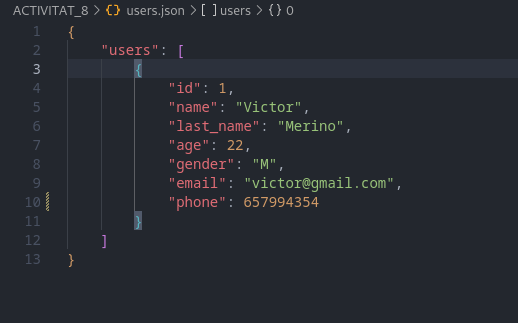 ACTIVITAT_8 > {} users.json > [ ] users > {} 0
1 {
2 "users": [
3 {
4 "id": 1,
5 "name": "Victor",
6 "last_name": "Merino",
7 "age": 22,
8 "gender": "M",
9 "email": "victor@gmail.com",
10 "phone": 657994354
11 }
12 ]
13 }